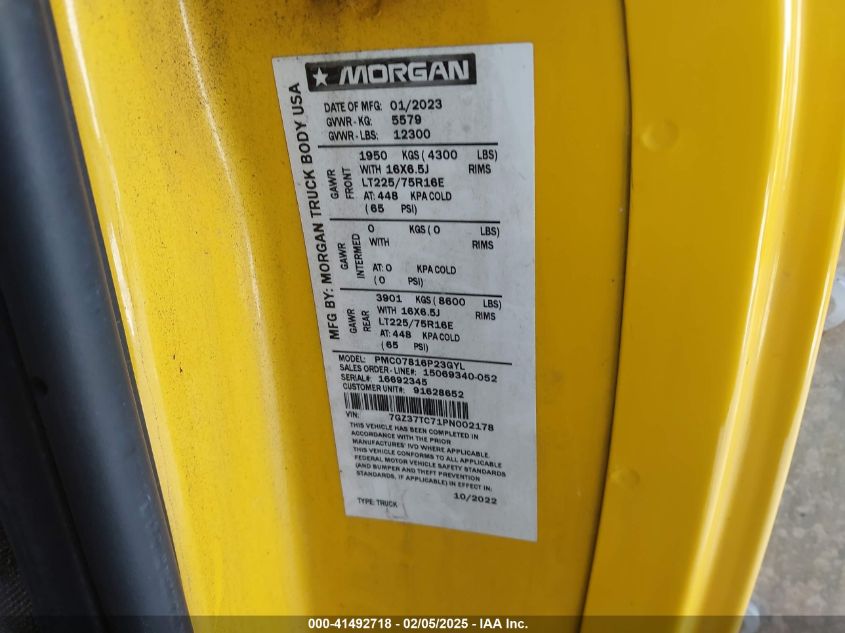 ★ MORGAN
MFG BY: MORGAN TRUCK BODY USA
DATE OF MFG: 01/2023
GVWR - KG: 5579
GVWR - LBS: 12300
GAWR FRONT
1950 KGS ( 4300 LBS)
WITH 16X6.5J RIMS
LT225/75R16E
AT: 448 KPA COLD
( 65 PSI)
GAWR INTERMED
0 KGS ( 0 LBS)
WITH RIMS
AT: 0 KPA COLD
( 0 PSI)
GAWR REAR
3901 KGS ( 8600 LBS)
WITH 16X6.5J RIMS
LT225/75R16E
AT: 448 KPA COLD
( 65 PSI)
MODEL: PMC07816P23GYL
SALES ORDER - LINE#: 15069340-052
SERIAL#: 16692345
CUSTOMER UNIT#: 91628652
VIN: 7GZ37TC71PN002178
THIS VEHICLE HAS BEEN COMPLETED IN
ACCORDANCE WITH THE PRIOR
MANUFACTURES' IVD WHERE APPLICABLE.
THIS VEHICLE CONFORMS TO ALL APPLICABLE
FEDERAL MOTOR VEHICLE SAFETY STANDARDS
(AND BUMPER AND THEFT PREVENTION
STANDARDS, IF APPLICABLE) IN EFFECT IN:
10/2022
TYPE: TRUCK
000-41492718 - 02/05/2025 - IAA Inc.